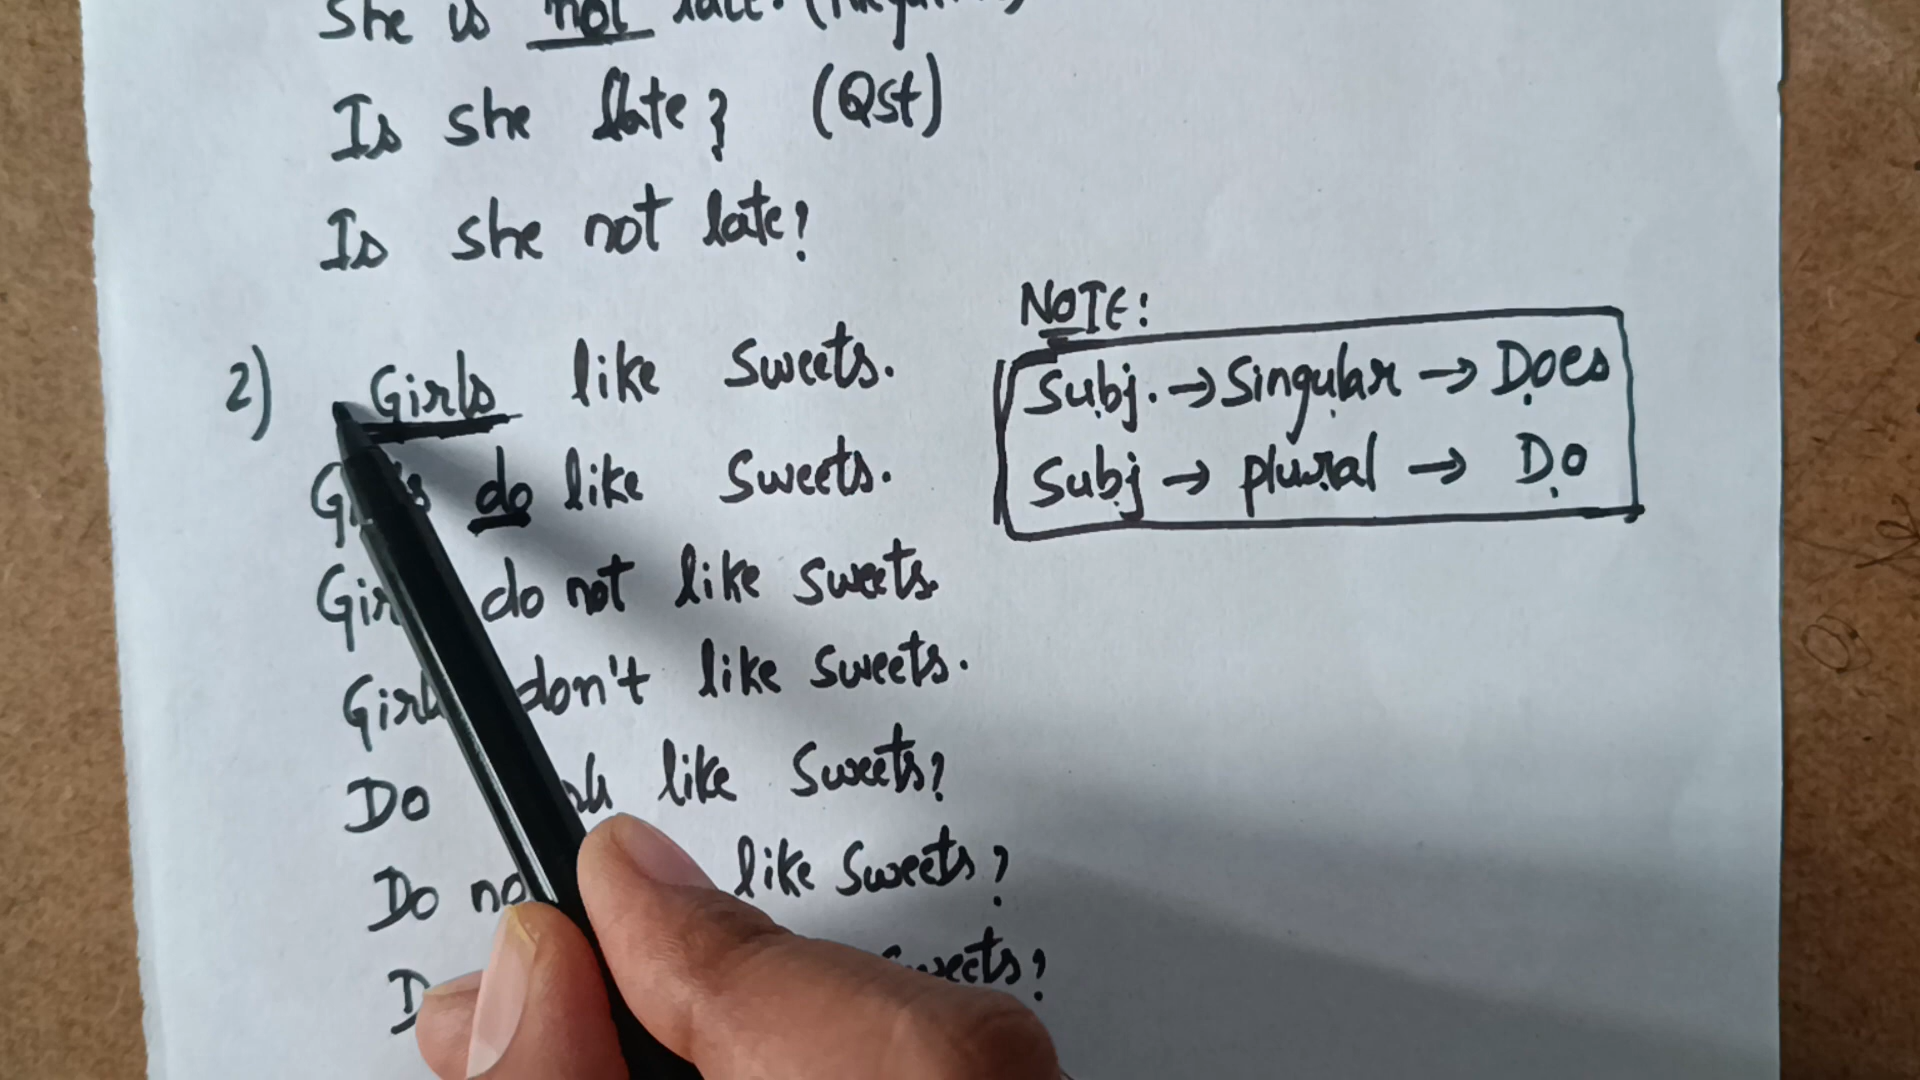 She is not late.
Is she late? (Qst)
Is she not late?
NOTE:
2) Girls like sweets.
Subj. → Singular → Does
Girls do like sweets.
Subj → plural → Do
do not like sweets.
don't like sweets.
Do like sweets?
Do like sweets?
sweets?